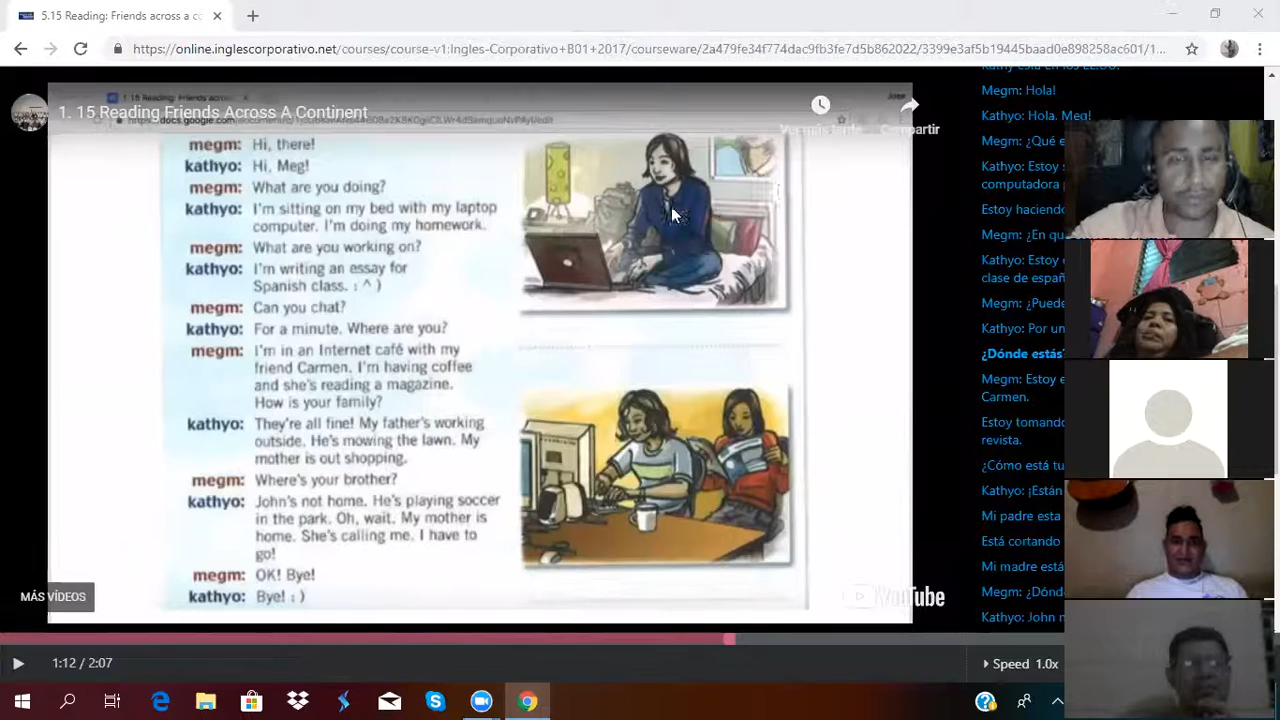 5.15 Reading: Friends across a co
https://online.inglescorporativo.net/courses/course-v1:Ingles-Corporativo+B01+2017/courseware/2a479fe34f774dac9fb3fe7d5b862022/3399e3af5b19445baad0e898258ac601/1...
1. 15 Reading Friends Across A Continent
Ver más tarde
Compartir
megm: Hi, there!
kathyo: Hi, Meg!
megm: What are you doing?
kathyo: I'm sitting on my bed with my laptop
computer. I'm doing my homework.
megm: What are you working on?
kathyo: I'm writing an essay for
Spanish class. :^ )
megm: Can you chat?
kathyo: For a minute. Where are you?
megm: I'm in an Internet café with my
friend Carmen. I'm having coffee
and she's reading a magazine.
How is your family?
kathyo: They're all fine! My father's working
outside. He's mowing the lawn. My
mother is out shopping.
megm: Where's your brother?
kathyo: John's not home. He's playing soccer
in the park. Oh, wait. My mother is
home. She's calling me. I have to
go!
megm: OK! Bye!
kathyo: Bye! : )
MÁS VÍDEOS
YouTube
1:12 / 2:07
Speed 1.0x
Megm: Hola!
Kathy: Hola, Meg!
Megm: ¿Qué e
Kathyo: Estoy s
computadora
Estoy haciendo
Megm: ¿En qu
Kathyo: Estoy e
clase de españ
Megm: ¿Puede
Kathyo: Por un
¿Dónde estás
Megm: Estoy e
Carmen.
Estoy tomando
revista.
¿Cómo está tu
Kathyo: ¡Están
Mi padre esta
Está cortando
Mi madre está
Megm: ¿Dónd
Kathyo: John n